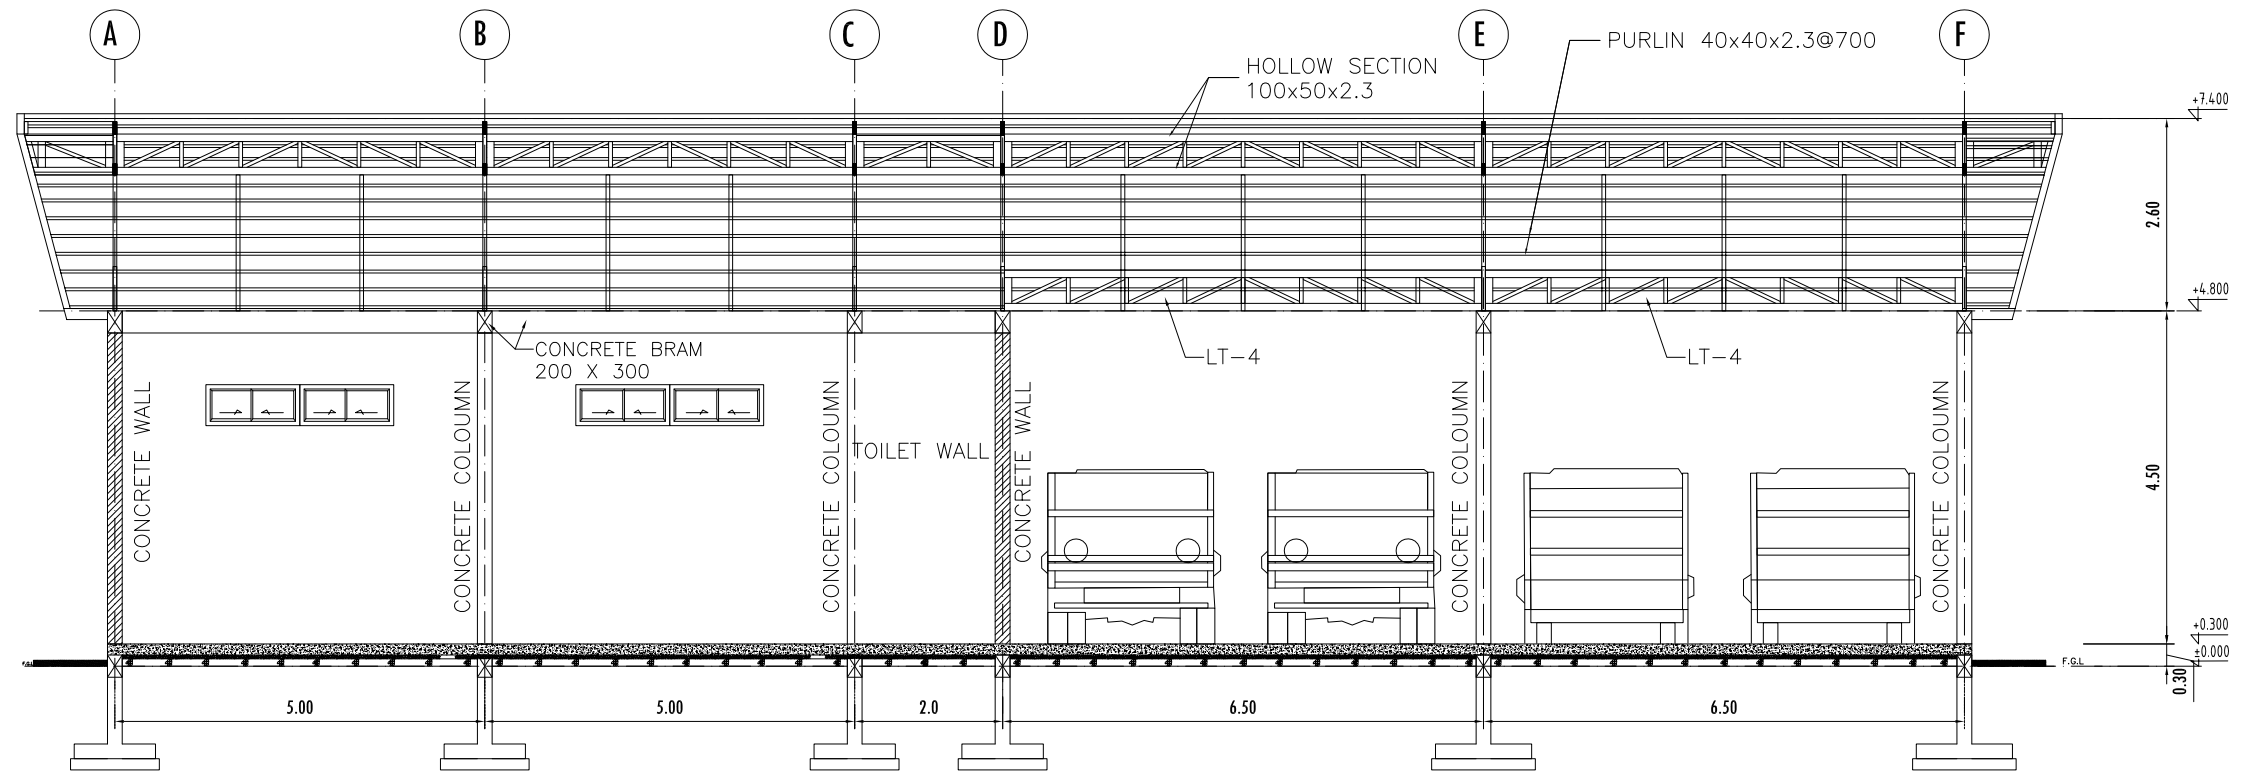 A
B
C
D
E
F
PURLIN 40x40x2.3@700
HOLLOW SECTION
100x50x2.3
+7.400
2.60
+4.800
CONCRETE BRAM
200 X 300
LT-4
LT-4
CONCRETE WALL
CONCRETE COLOUMN
CONCRETE COLOUMN
TOILET WALL
CONCRETE WALL
CONCRETE COLOUMN
CONCRETE COLOUMN
4.50
+0.300
±0.000
F.G.L
F.G.L
0.30
5.00
5.00
2.0
6.50
6.50